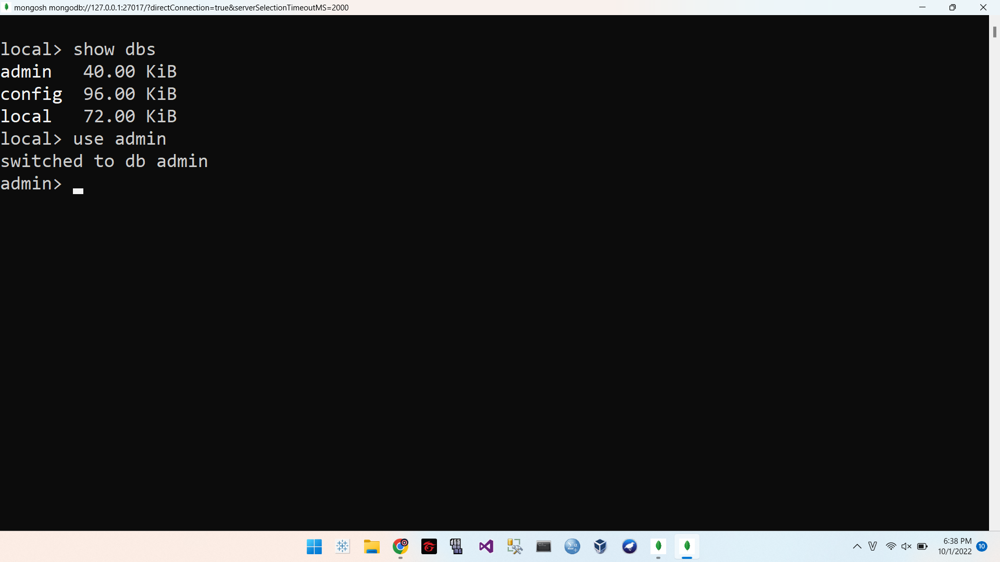 mongosh mongodb://127.0.0.1:27017/?directConnection=true&serverSelectionTimeoutMS=2000
local> show dbs
admin   40.00 KiB
config  96.00 KiB
local   72.00 KiB
local> use admin
switched to db admin
admin>
6:38 PM
10/1/2022
10